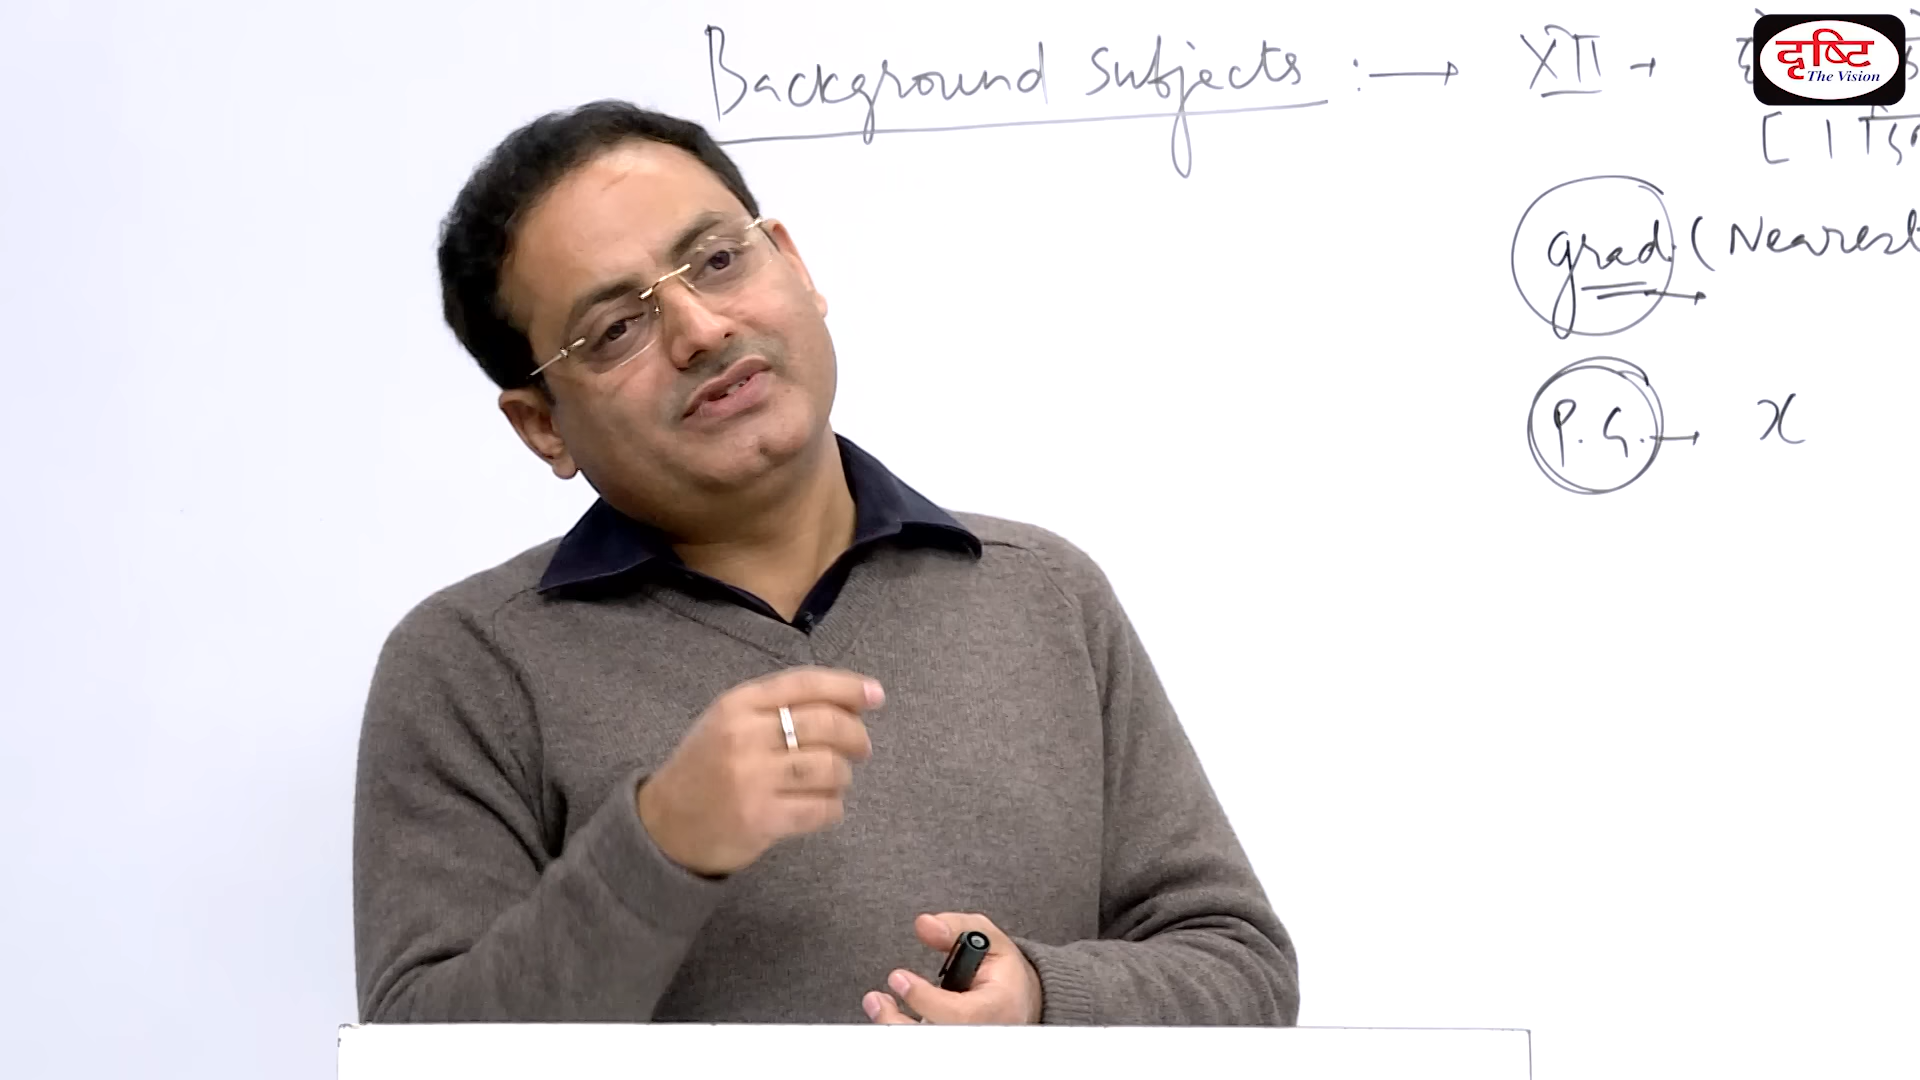 Background Subjects :→ XII →
दृष्टि
The Vision
grad. (Nearest
P.G. → x